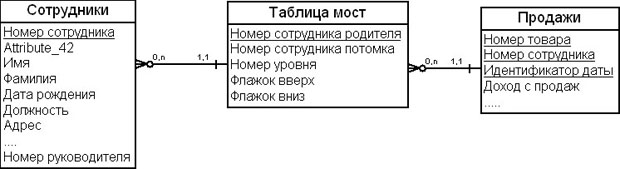 Сотрудники
Номер сотрудника
Attribute_42
Имя
Фамилия
Дата рождения
Должность
Адрес
....
Номер руководителя
0,n
1,1
Таблица мост
Номер сотрудника родителя
Номер сотрудника потомка
Номер уровня
Флажок вверх
Флажок вниз
0,n
1,1
Продажи
Номер товара
Номер сотрудника
Идентификатор даты
Доход с продаж
.....